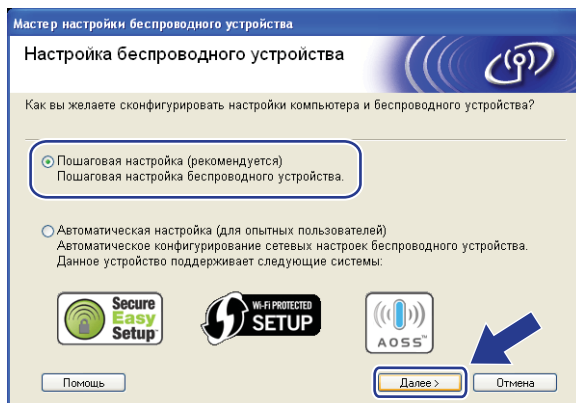 Мастер настройки беспроводного устройства
Настройка беспроводного устройства
Как вы желаете сконфигурировать настройки компьютера и беспроводного устройства?
Пошаговая настройка (рекомендуется)
Пошаговая настройка беспроводного устройства.
Автоматическая настройка (для опытных пользователей)
Автоматическое конфигурирование сетевых настроек беспроводного устройства.
Данное устройство поддерживает следующие системы:
Secure
Easy
Setup™
WI-FI PROTECTED
SETUP
AOSS™
Помощь
Далее >
Отмена